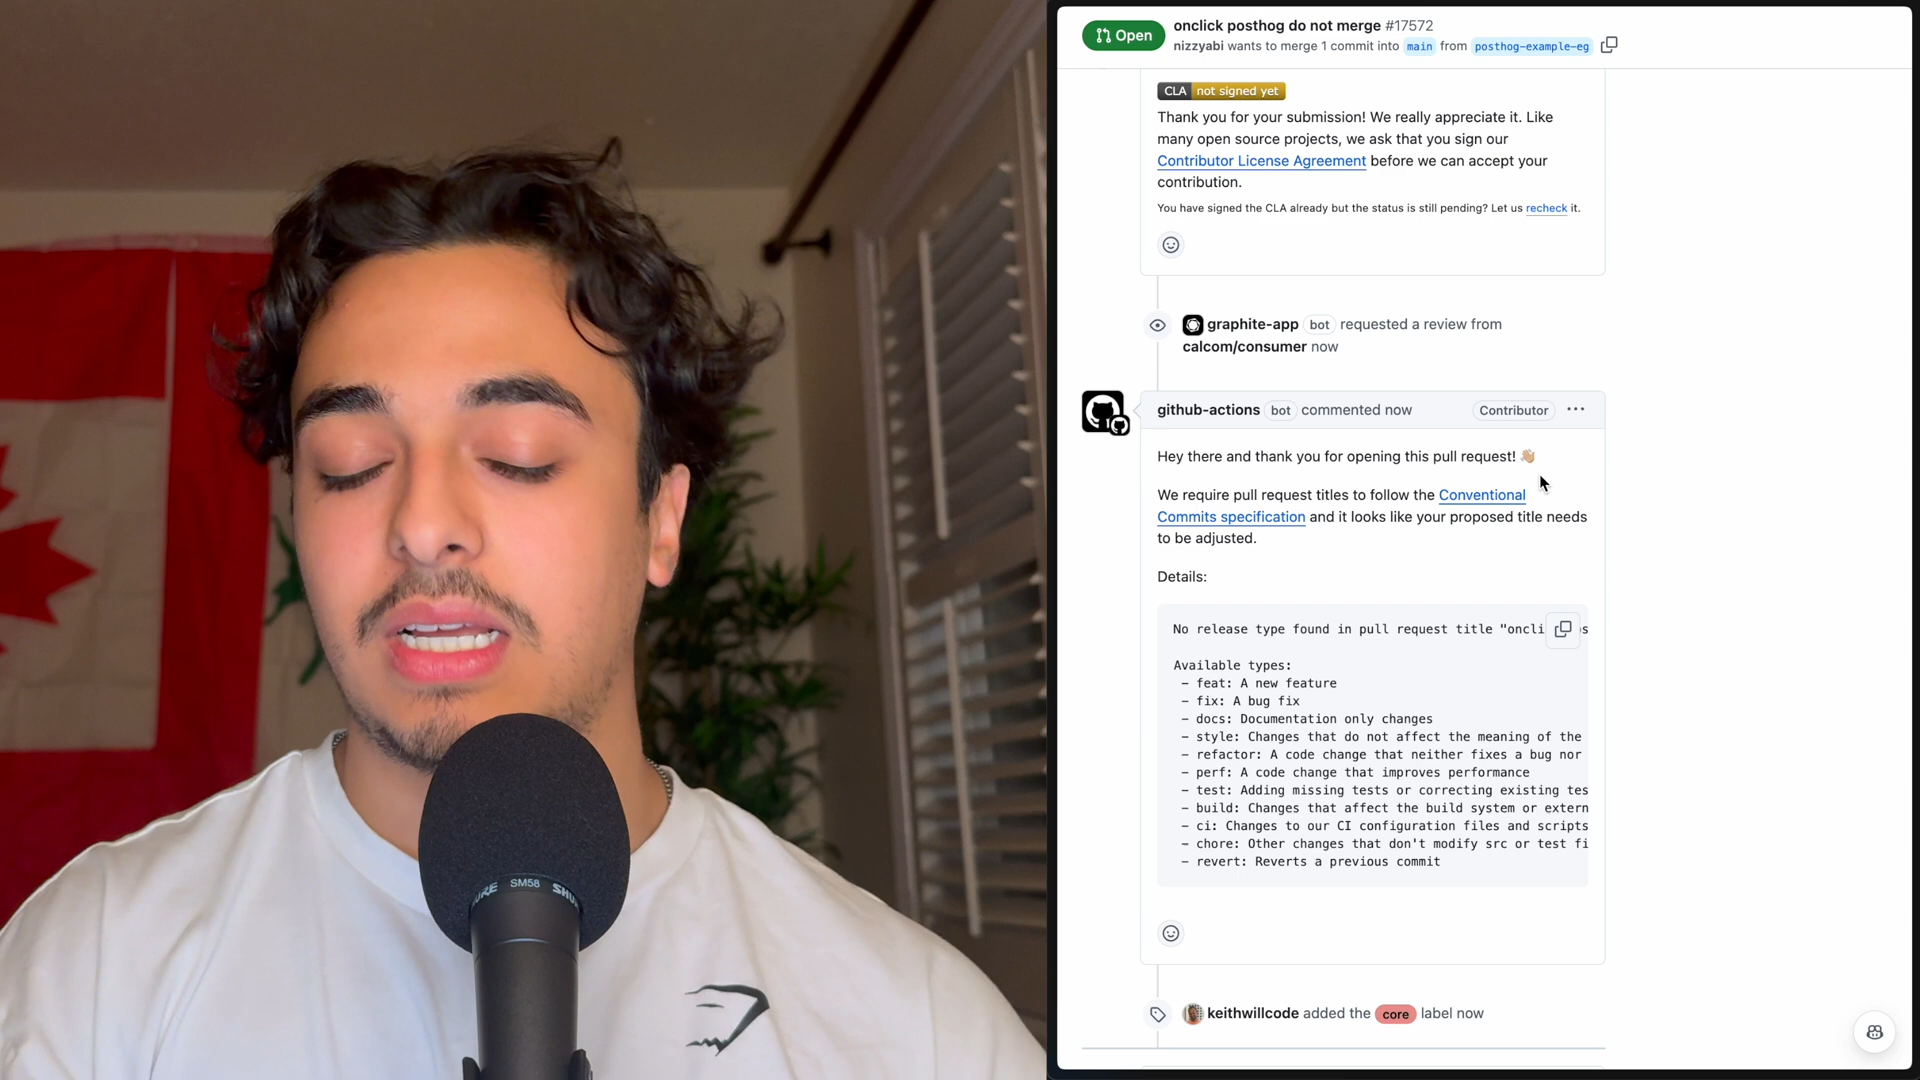 Open
onclick posthog do not merge #17572
nizzyabi wants to merge 1 commit into main from posthog-example-eg
CLA not signed yet
Thank you for your submission! We really appreciate it. Like
many open source projects, we ask that you sign our
Contributor License Agreement before we can accept your
contribution.
You have signed the CLA already but the status is still pending? Let us recheck it.
graphite-app bot requested a review from
calcom/consumer now
github-actions bot commented now Contributor
Hey there and thank you for opening this pull request! 👋🏼
We require pull request titles to follow the Conventional
Commits specification and it looks like your proposed title needs
to be adjusted.
Details:
No release type found in pull request title "oncli
Available types:
- feat: A new feature
- fix: A bug fix
- docs: Documentation only changes
- style: Changes that do not affect the meaning of the
- refactor: A code change that neither fixes a bug nor
- perf: A code change that improves performance
- test: Adding missing tests or correcting existing tes
- build: Changes that affect the build system or extern
- ci: Changes to our CI configuration files and scripts
- chore: Other changes that don't modify src or test fi
- revert: Reverts a previous commit
keithwillcode added the core label now
SM58